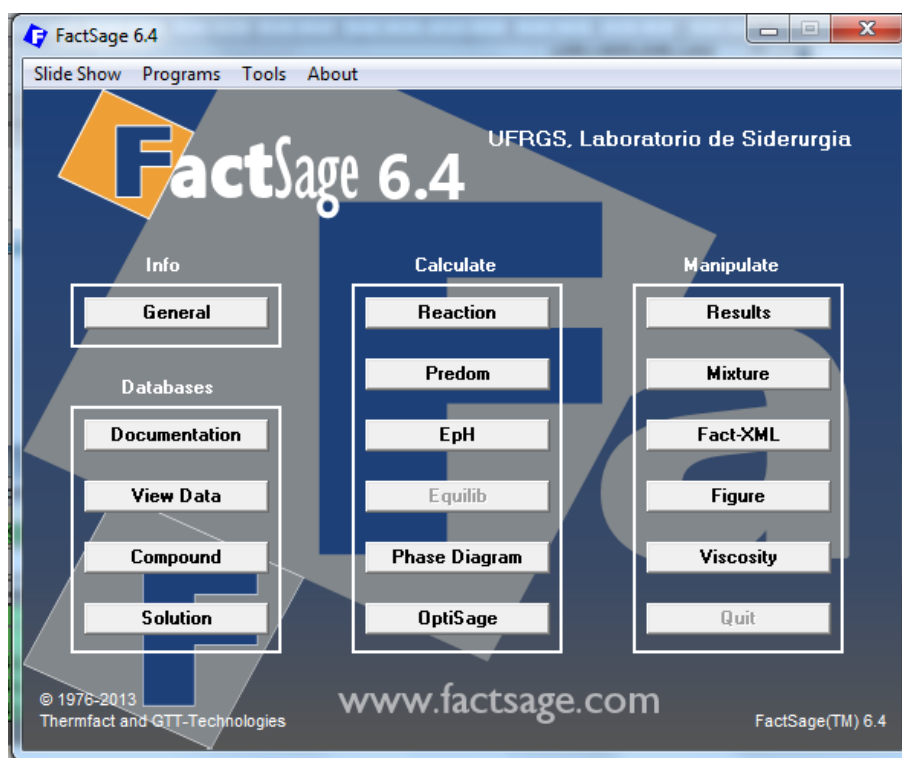 FactSage 6.4
Slide Show Programs Tools About
UFRGS, Laboratorio de Siderurgia
FactSage 6.4
Info
General
Databases
Documentation
View Data
Compound
Solution
Calculate
Reaction
Predom
EpH
Equilib
Phase Diagram
OptiSage
Manipulate
Results
Mixture
Fact-XML
Figure
Viscosity
Quit
© 1976-2013
Thermfact and GTT-Technologies
www.factsage.com
FactSage(TM) 6.4